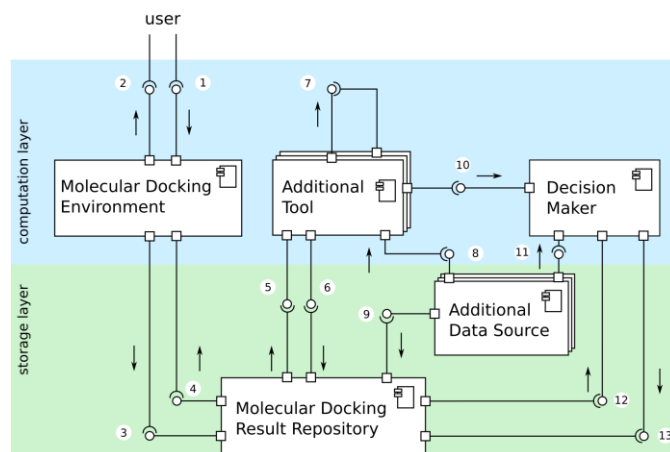 user
2
1
7
computation layer
10
Molecular Docking
Environment
Additional
Tool
Decision
Maker
8
11
storage layer
5
6
9
Additional
Data Source
4
3
Molecular Docking
Result Repository
12
13